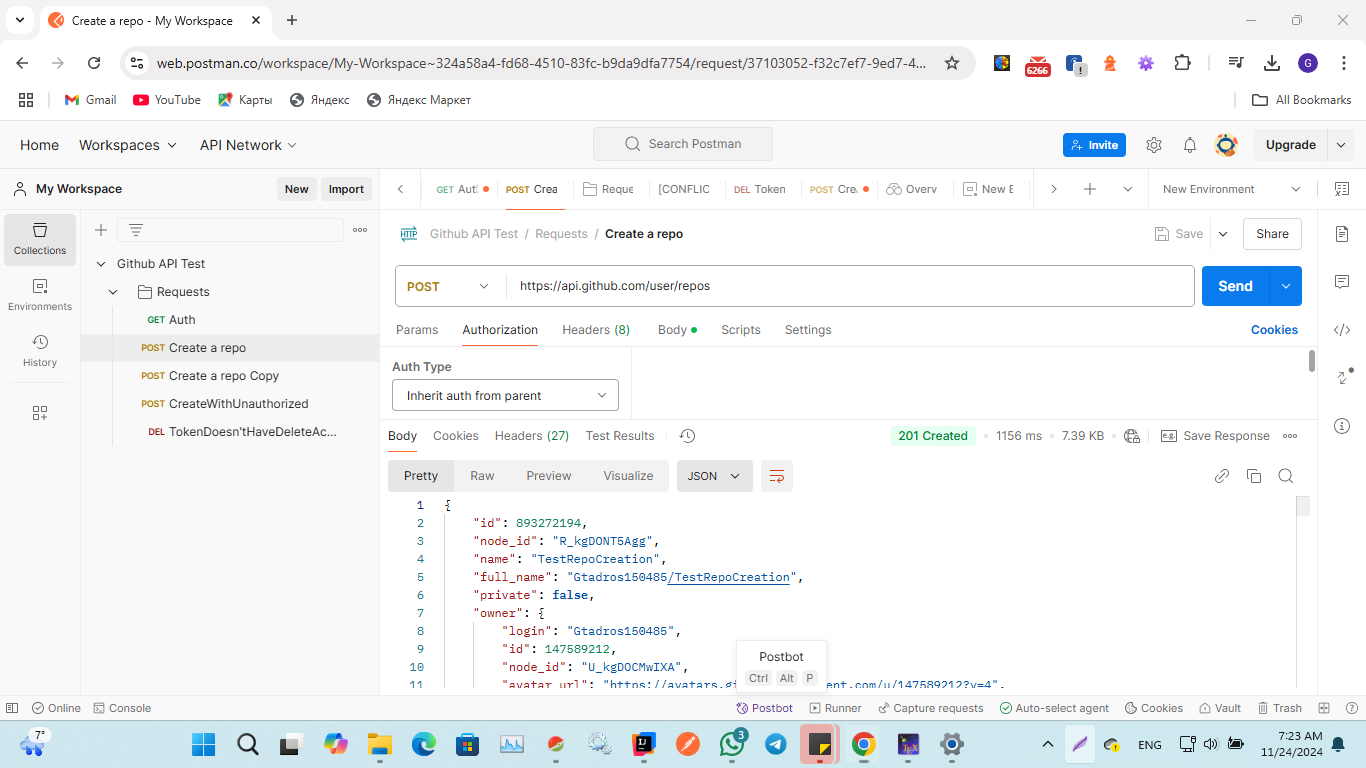 Create a repo - My Workspace
web.postman.co/workspace/My-Workspace~324a58a4-fd68-4510-83fc-b9da9dfa7754/request/37103052-f32c7ef7-9ed7-4...
6266
G
Gmail
YouTube
Карты
Яндекс
Яндекс Маркет
All Bookmarks
Home
Workspaces
API Network
Search Postman
Invite
Upgrade
My Workspace
New
Import
GET Aut
POST Crea
Reque
[CONFLIC
DEL Token
POST Cre
Overv
New E
New Environment
Collections
Environments
History
Github API Test
Requests
GET Auth
POST Create a repo
POST Create a repo Copy
POST CreateWithUnauthorized
DEL TokenDoesn'tHaveDeleteAc...
HTTP
Github API Test / Requests / Create a repo
Save
Share
POST
https://api.github.com/user/repos
Send
Params
Authorization
Headers (8)
Body
Scripts
Settings
Cookies
Auth Type
Inherit auth from parent
Body
Cookies
Headers (27)
Test Results
201 Created
1156 ms
7.39 KB
e.g.
Save Response
Pretty
Raw
Preview
Visualize
JSON
1 {
2 "id": 893272194,
3 "node_id": "R_kgDONT5Agg",
4 "name": "TestRepoCreation",
5 "full_name": "Gtadros150485/TestRepoCreation",
6 "private": false,
7 "owner": {
8 "login": "Gtadros150485",
9 "id": 147589212,
10 "node_id": "U_kgDOCMwIXA",
11 "avatar_url": "https://avatars.gi ent.com/u/147589212?v=4",
Postbot
Ctrl Alt P
Online
Console
Postbot
Runner
Capture requests
Auto-select agent
Cookies
Vault
Trash
7°
3
ENG
7:23 AM
11/24/2024